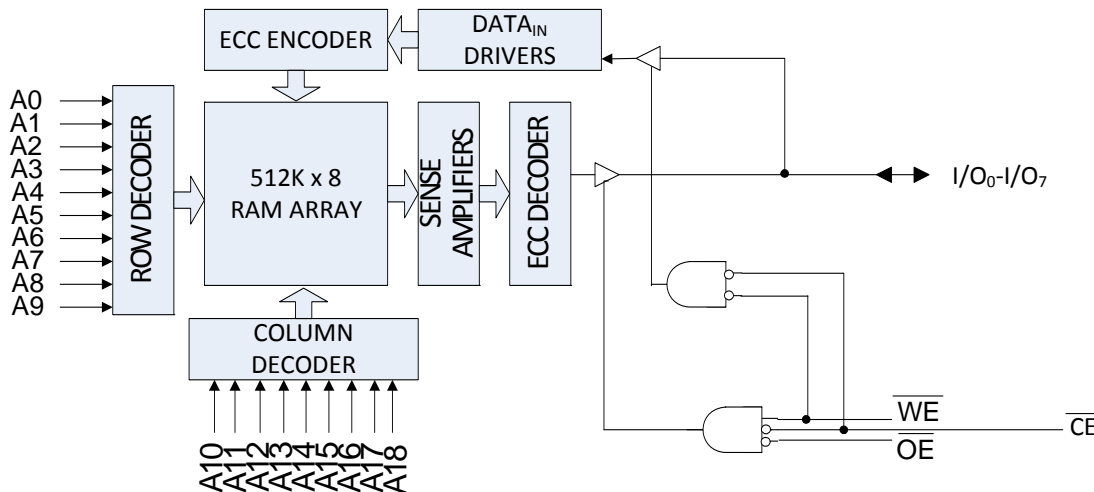 ECC ENCODER
DATAIN
DRIVERS
A0
A1
A2
A3
A4
A5
A6
A7
A8
A9
ROW DECODER
512K x 8
RAM ARRAY
SENSE
AMPLIFIERS
ECC DECODER
I/O0-I/O7
COLUMN
DECODER
A10
A11
A12
A13
A14
A15
A16
A17
A18
WE
OE
CE